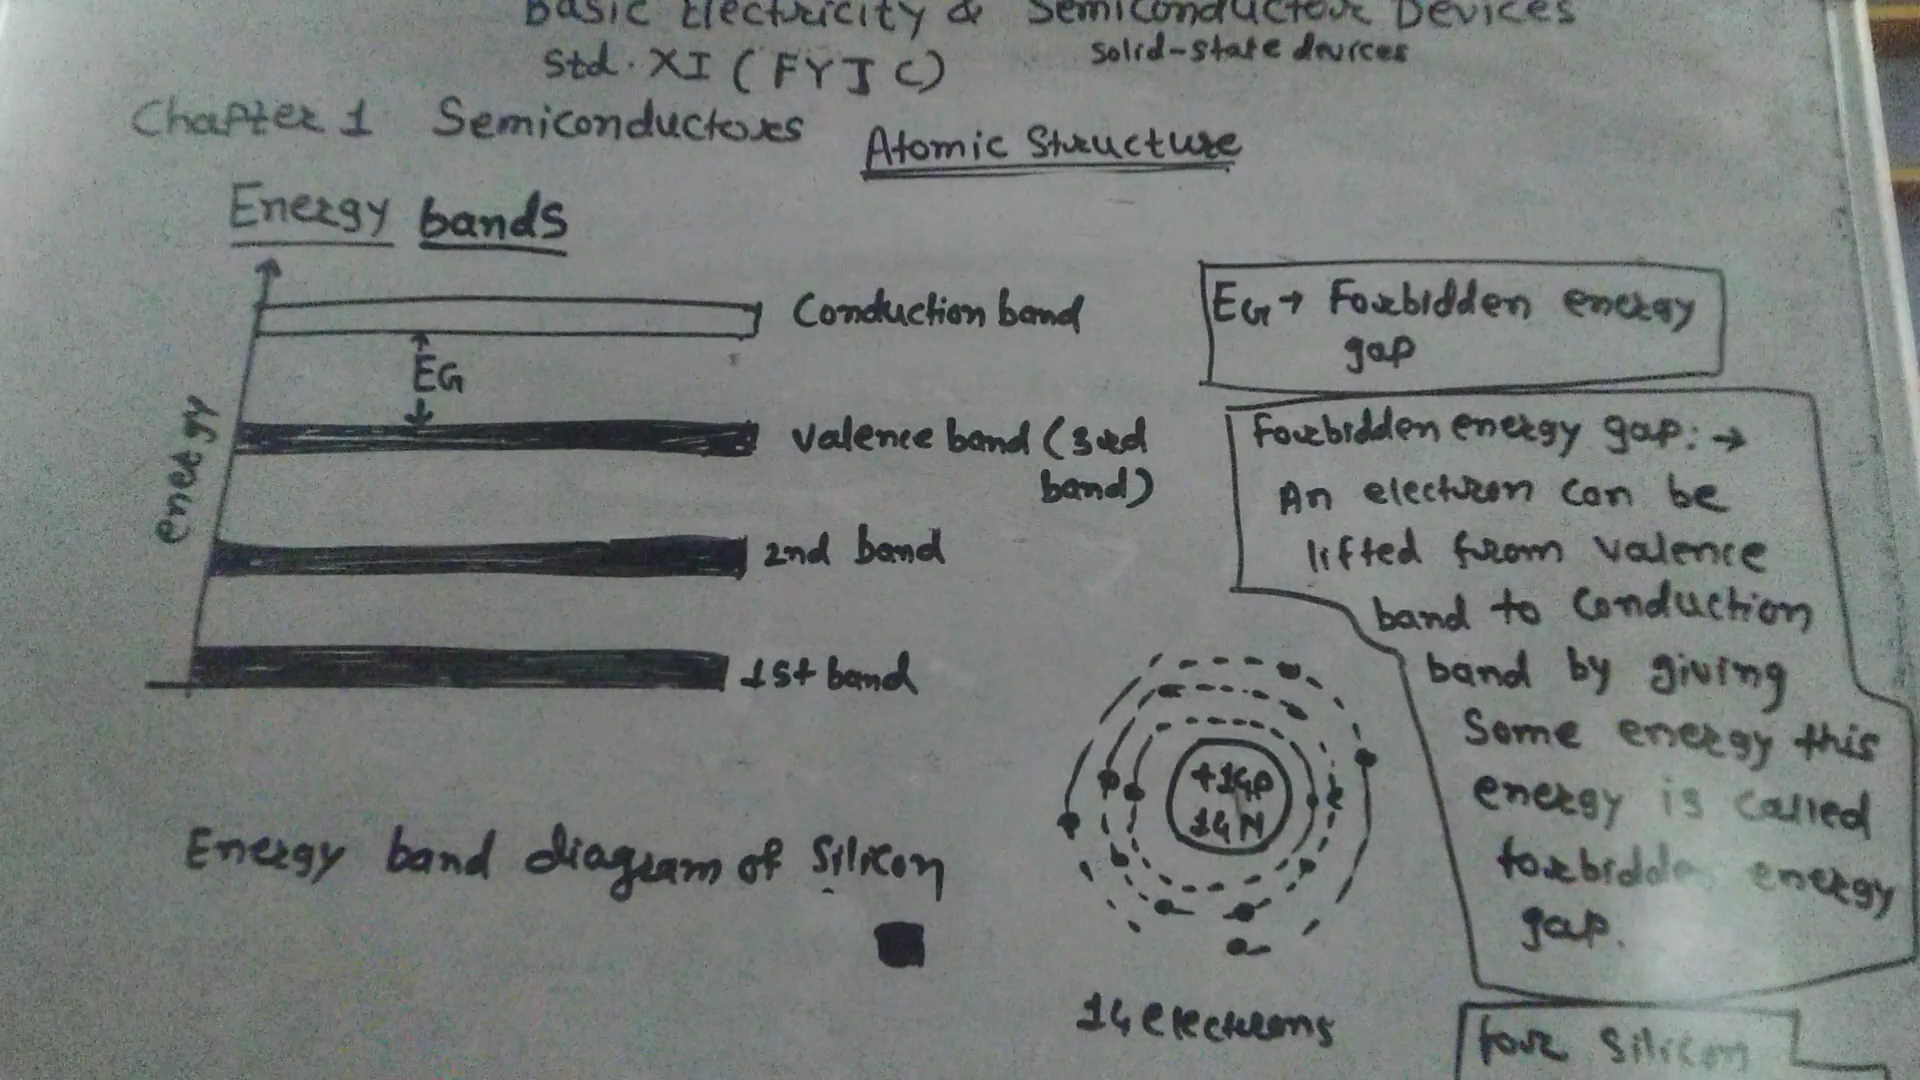 Basic Electricity & Semiconductor Devices
Std. XI (FYJC) solid-state devices
Chapter 1 Semiconductors Atomic Structure
Energy bands
Conduction band
EG
Valence band (3rd
band)
2nd band
1st band
energy
Energy band diagram of Silicon
EG → Forbidden energy
gap
Forbidden energy gap: →
An electron can be
lifted from valence
band to conduction
band by giving
Some energy this
energy is called
forbidden energy
gap.
+14P
14N
14 electrons
for Silicon